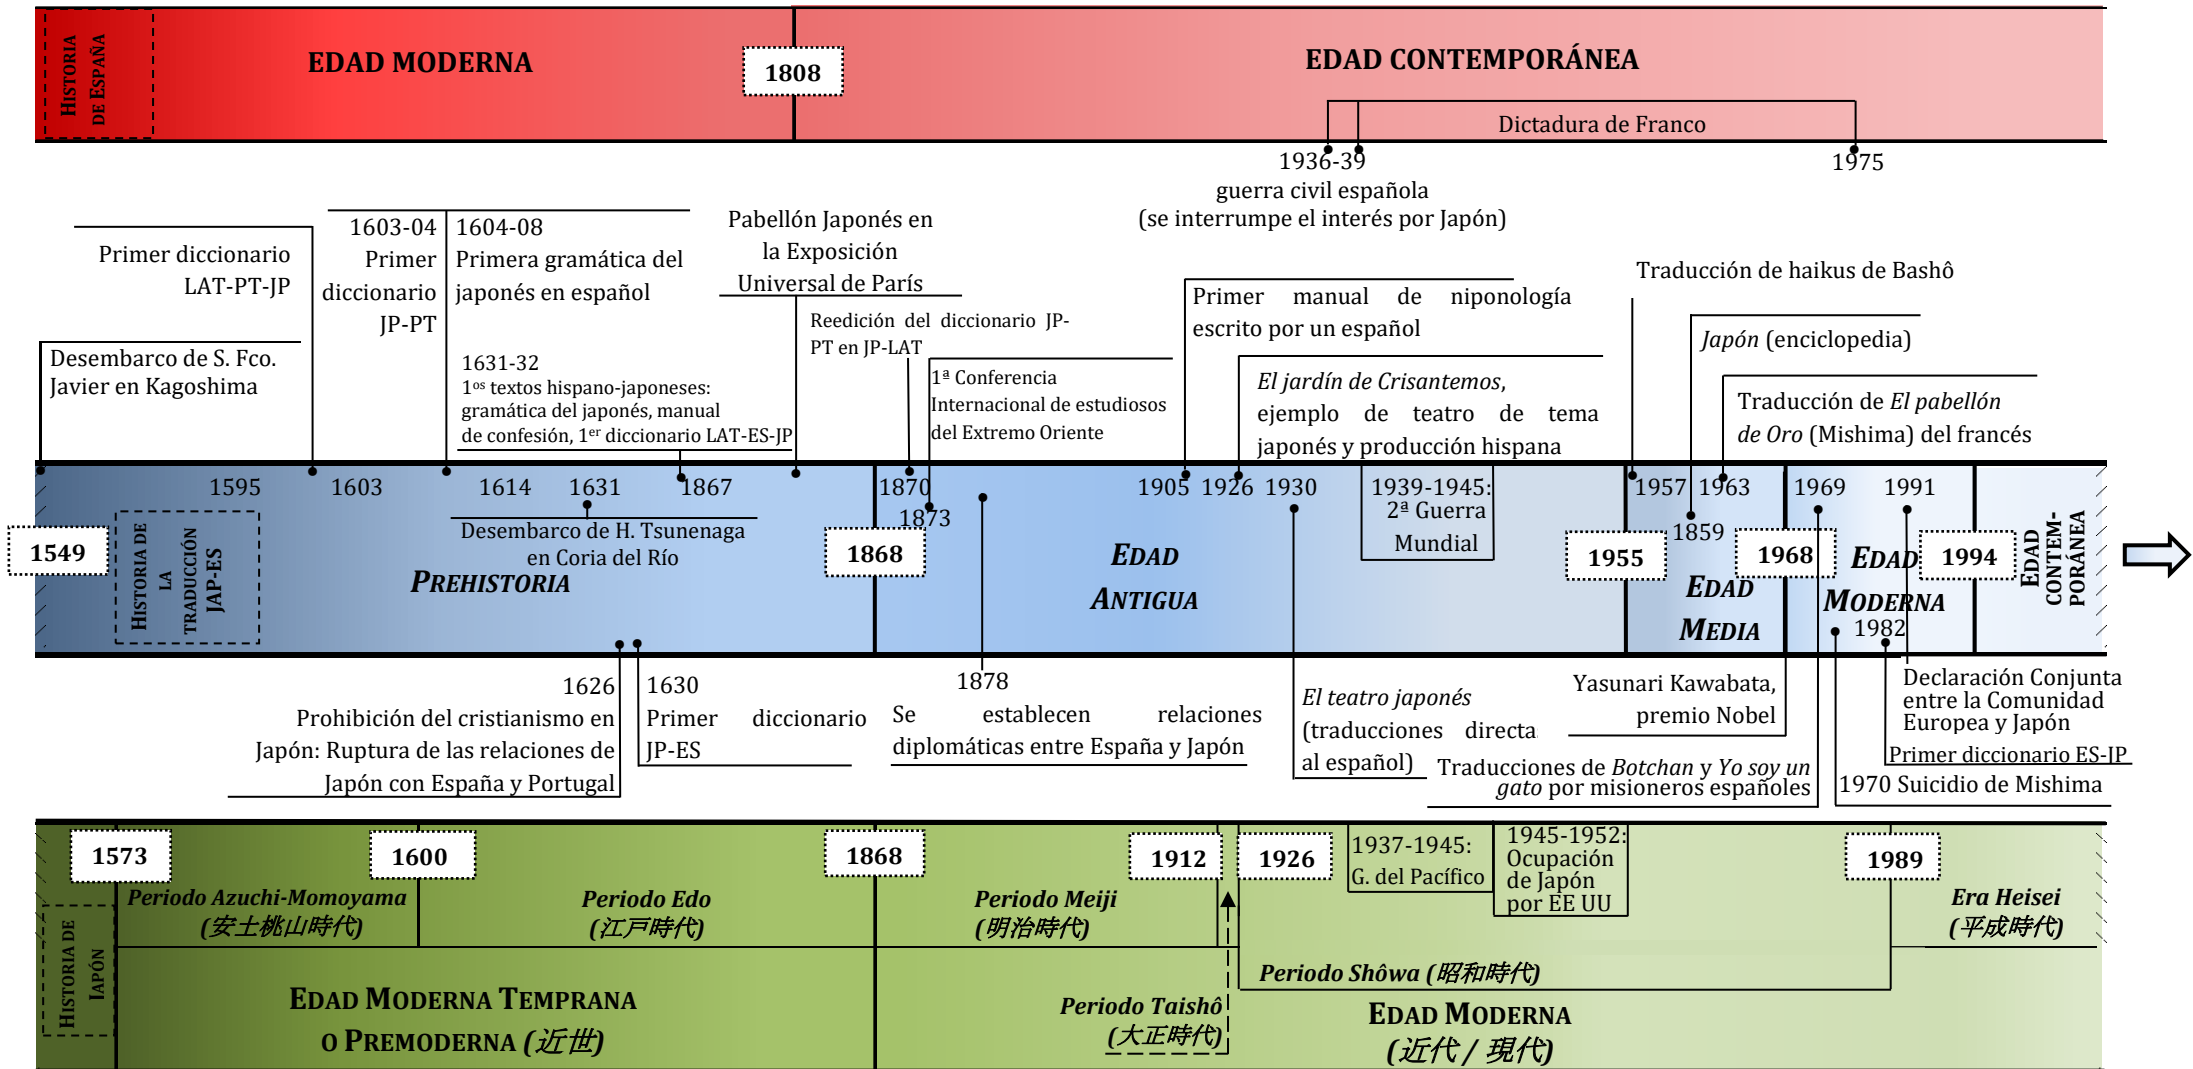 HISTORIA
DE ESPAÑA
EDAD MODERNA
1808
EDAD CONTEMPORÁNEA
Dictadura de Franco
1936-39
1975
guerra civil española
(se interrumpe el interés por Japón)
Primer diccionario
LAT-PT-JP
1603-04
Primer
diccionario
JP-PT
1604-08
Primera gramática del
japonés en español
Pabellón Japonés en
la Exposición
Universal de París
Desembarco de S. Fco.
Javier en Kagoshima
1631-32
1os textos hispano-japoneses:
gramática del japonés, manual
de confesión, 1er diccionario LAT-ES-JP
Reedición del diccionario JP-
PT en JP-LAT
1ª Conferencia
Internacional de estudiosos
del Extremo Oriente
Primer manual de niponología
escrito por un español
El jardín de Crisantemos,
ejemplo de teatro de tema
japonés y producción hispana
Traducción de haikus de Bashô
Japón (enciclopedia)
Traducción de El pabellón
de Oro (Mishima) del francés
1595
1603
1614
1631
1867
1870
1873
1905
1926
1930
1939-1945:
2ª Guerra
Mundial
1957
1963
1859
1969
1991
Desembarco de H. Tsunenaga
en Coria del Río
1549
HISTORIA DE
LA
TRADUCCIÓN
JAP-ES
PREHISTORIA
1868
EDAD
ANTIGUA
1955
EDAD
MEDIA
1968
EDAD
MODERNA
1982
1994
EDAD
CONTEM-
PORÁNEA
1626
Prohibición del cristianismo en
Japón: Ruptura de las relaciones de
Japón con España y Portugal
1630
Primer diccionario
JP-ES
1878
Se establecen relaciones
diplomáticas entre España y Japón
El teatro japonés
(traducciones directa
al español)
Yasunari Kawabata,
premio Nobel
Traducciones de Botchan y Yo soy un
gato por misioneros españoles
Declaración Conjunta
entre la Comunidad
Europea y Japón
Primer diccionario ES-JP
1970 Suicidio de Mishima
HISTORIA DE
JAPÓN
1573
1600
1868
1912
1926
1937-1945:
G. del Pacífico
1945-1952:
Ocupación
de Japón
por EE UU
1989
Periodo Azuchi-Momoyama
(安土桃山時代)
Periodo Edo
(江戸時代)
Periodo Meiji
(明治時代)
Era Heisei
(平成時代)
Periodo Shôwa (昭和時代)
Periodo Taishô
(大正時代)
EDAD MODERNA TEMPRANA
O PREMODERNA (近世)
EDAD MODERNA
(近代 / 現代)